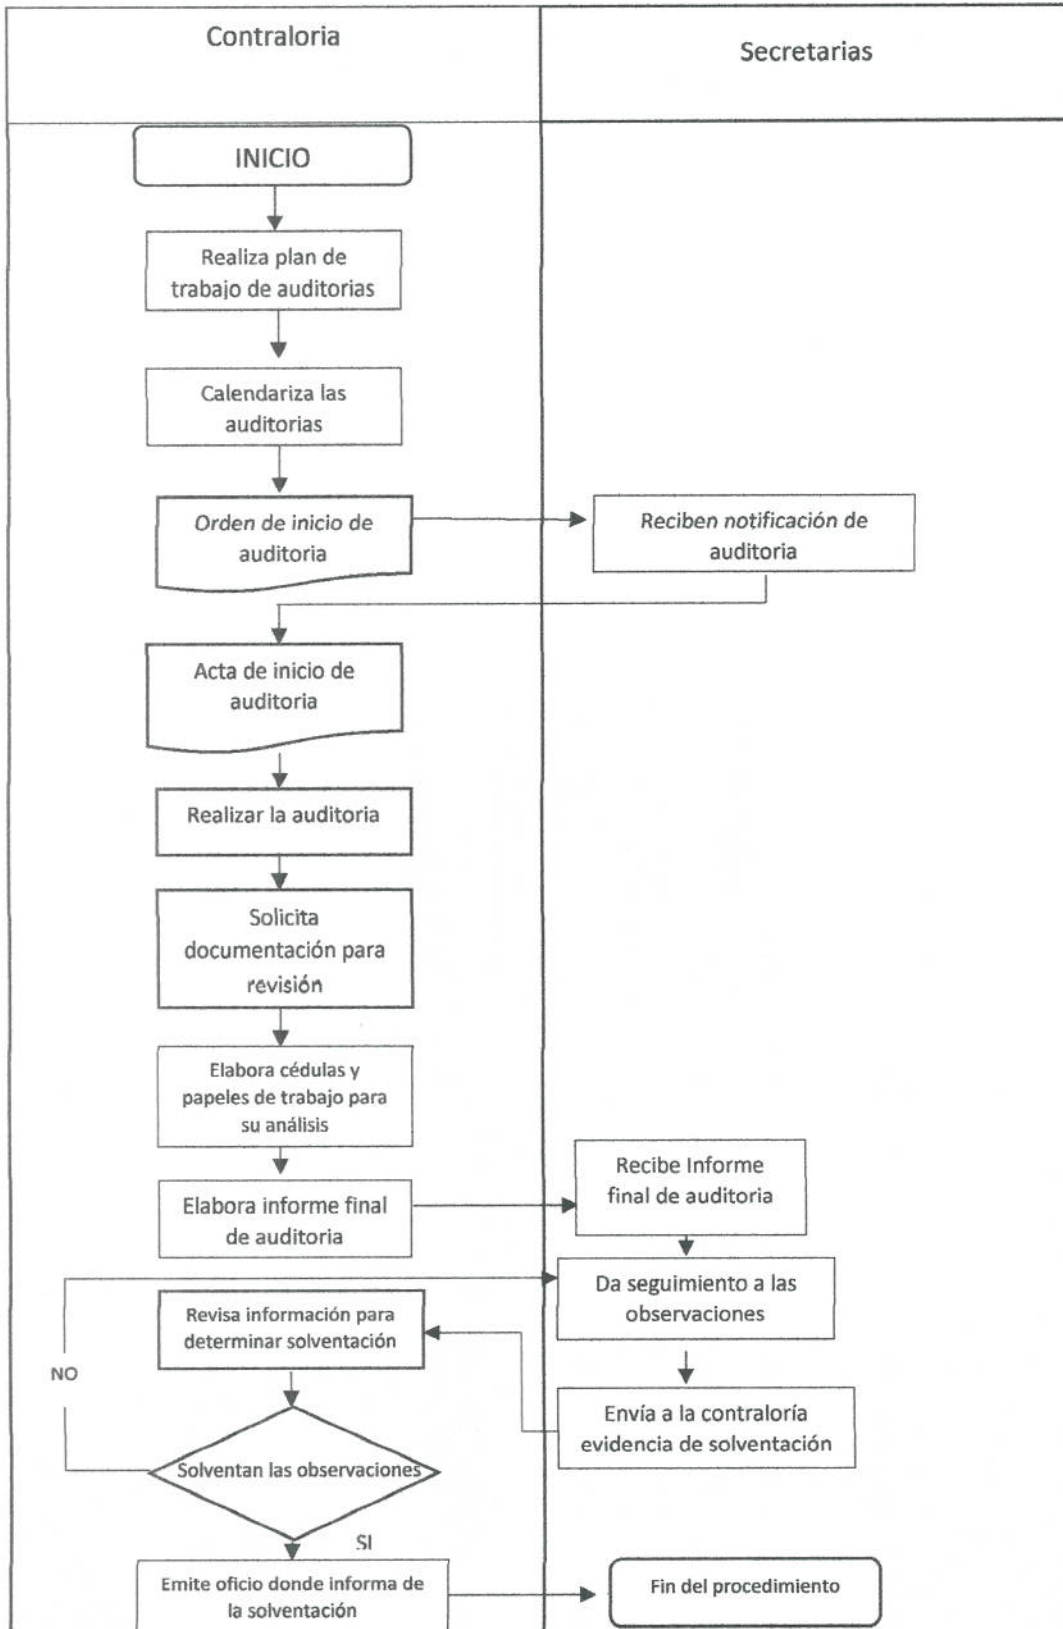 Contraloria
Secretarias
INICIO
Realiza plan de
trabajo de auditorias
Calendariza las
auditorias
Orden de inicio de
auditoria
Reciben notificación de
auditoria
Acta de inicio de
auditoria
Realizar la auditoria
Solicita
documentación para
revisión
Elabora cédulas y
papeles de trabajo para
su análisis
Elabora informe final
de auditoria
Recibe Informe
final de auditoria
Da seguimiento a las
observaciones
Revisa información para
determinar solventación
NO
Envía a la contraloría
evidencia de solventación
Solventan las observaciones
SI
Emite oficio donde informa de
la solventación
Fin del procedimiento